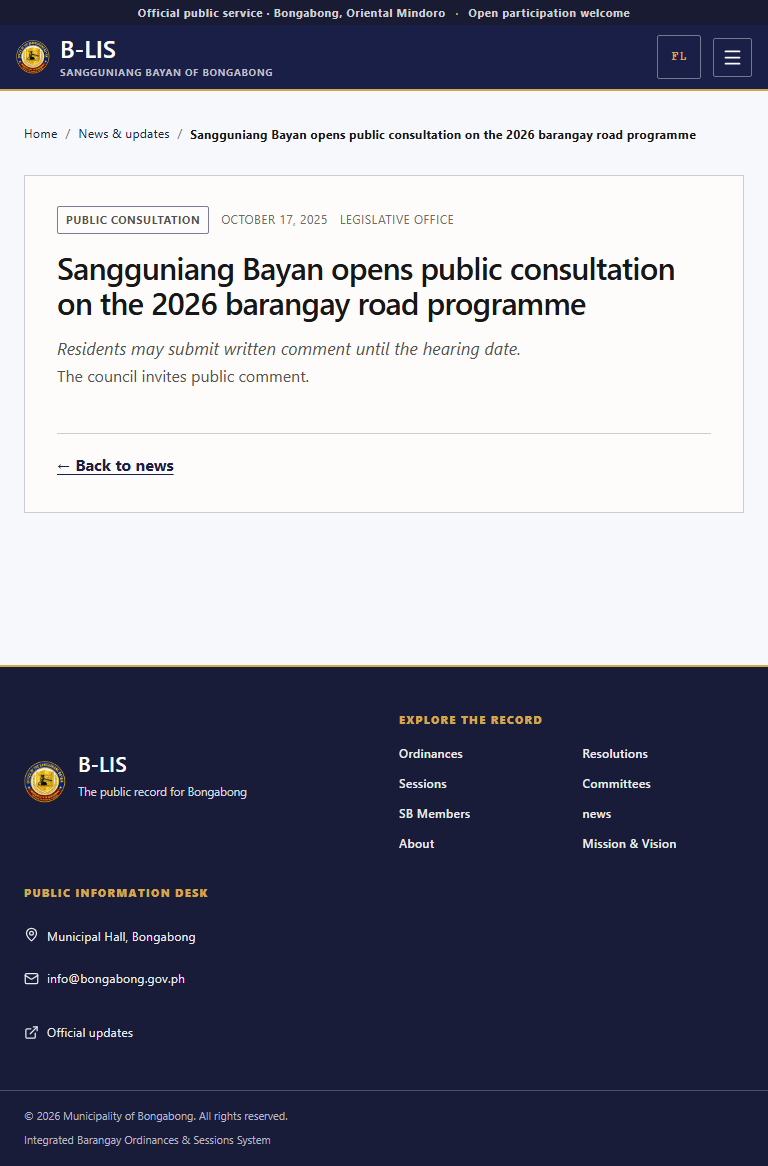 Official public service · Bongabong, Oriental Mindoro · Open participation welcome
B-LIS
SANGGUNIANG BAYAN OF BONGABONG
FL
Home / News & updates / Sangguniang Bayan opens public consultation on the 2026 barangay road programme
PUBLIC CONSULTATION OCTOBER 17, 2025 LEGISLATIVE OFFICE
Sangguniang Bayan opens public consultation
on the 2026 barangay road programme
Residents may submit written comment until the hearing date.
The council invites public comment.
← Back to news
B-LIS
The public record for Bongabong
EXPLORE THE RECORD
Ordinances Resolutions
Sessions Committees
SB Members news
About Mission & Vision
PUBLIC INFORMATION DESK
Municipal Hall, Bongabong
info@bongabong.gov.ph
Official updates
© 2026 Municipality of Bongabong. All rights reserved.
Integrated Barangay Ordinances & Sessions System